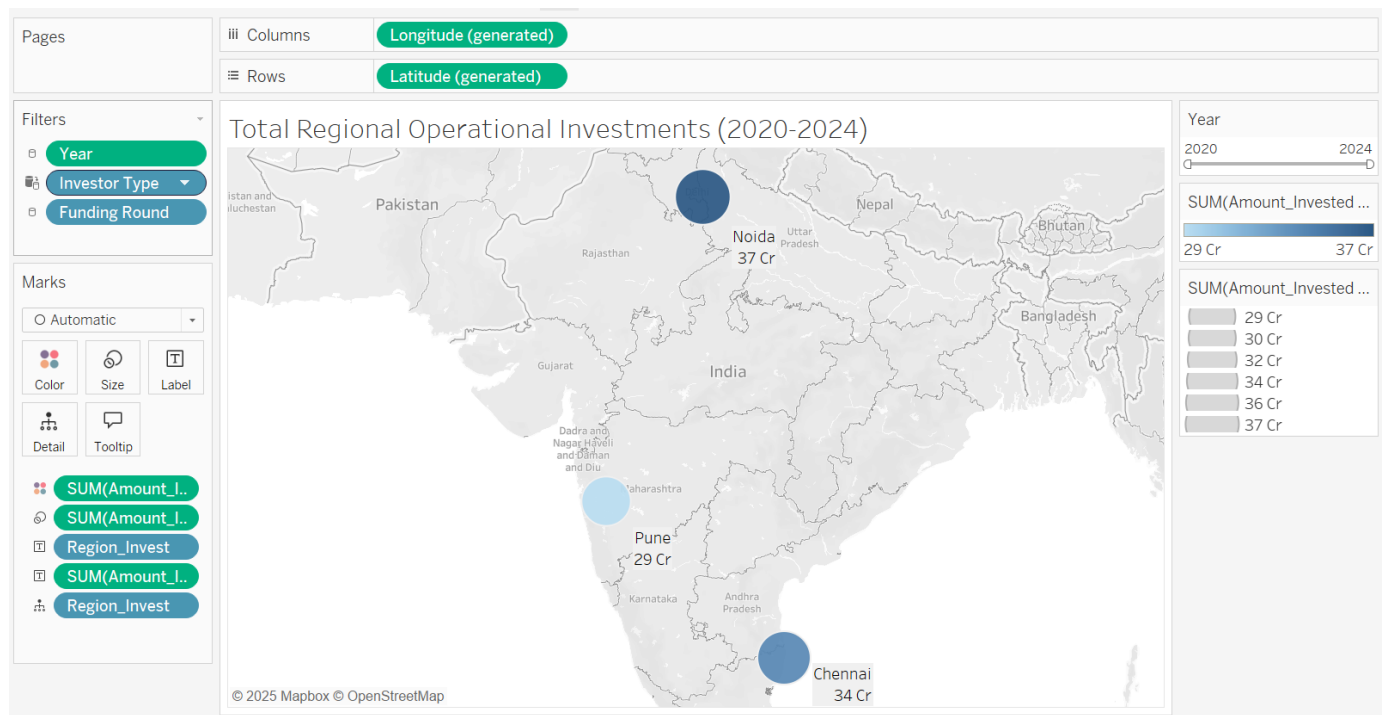 Pages
Columns
Longitude (generated)
Rows
Latitude (generated)
Filters
Year
Investor Type
Funding Round
Marks
Automatic
Color
Size
Label
Detail
Tooltip
SUM(Amount_I..
SUM(Amount_I..
Region_Invest
SUM(Amount_I..
Region_Invest
Total Regional Operational Investments (2020-2024)
istan and
luchestan
Pakistan
Nepal
Bhutan
Noida
37 Cr
Uttar
Pradesh
Rajasthan
Bangladesh
Gujarat
India
Dadra and
Nagar Haveli
and Daman
and Diu
aharashtra
Pune
29 Cr
Karnataka
Andhra
Pradesh
Chennai
34 Cr
© 2025 Mapbox © OpenStreetMap
Year
2020 2024
SUM(Amount_Invested ...
29 Cr 37 Cr
SUM(Amount_Invested ...
29 Cr
30 Cr
32 Cr
34 Cr
36 Cr
37 Cr